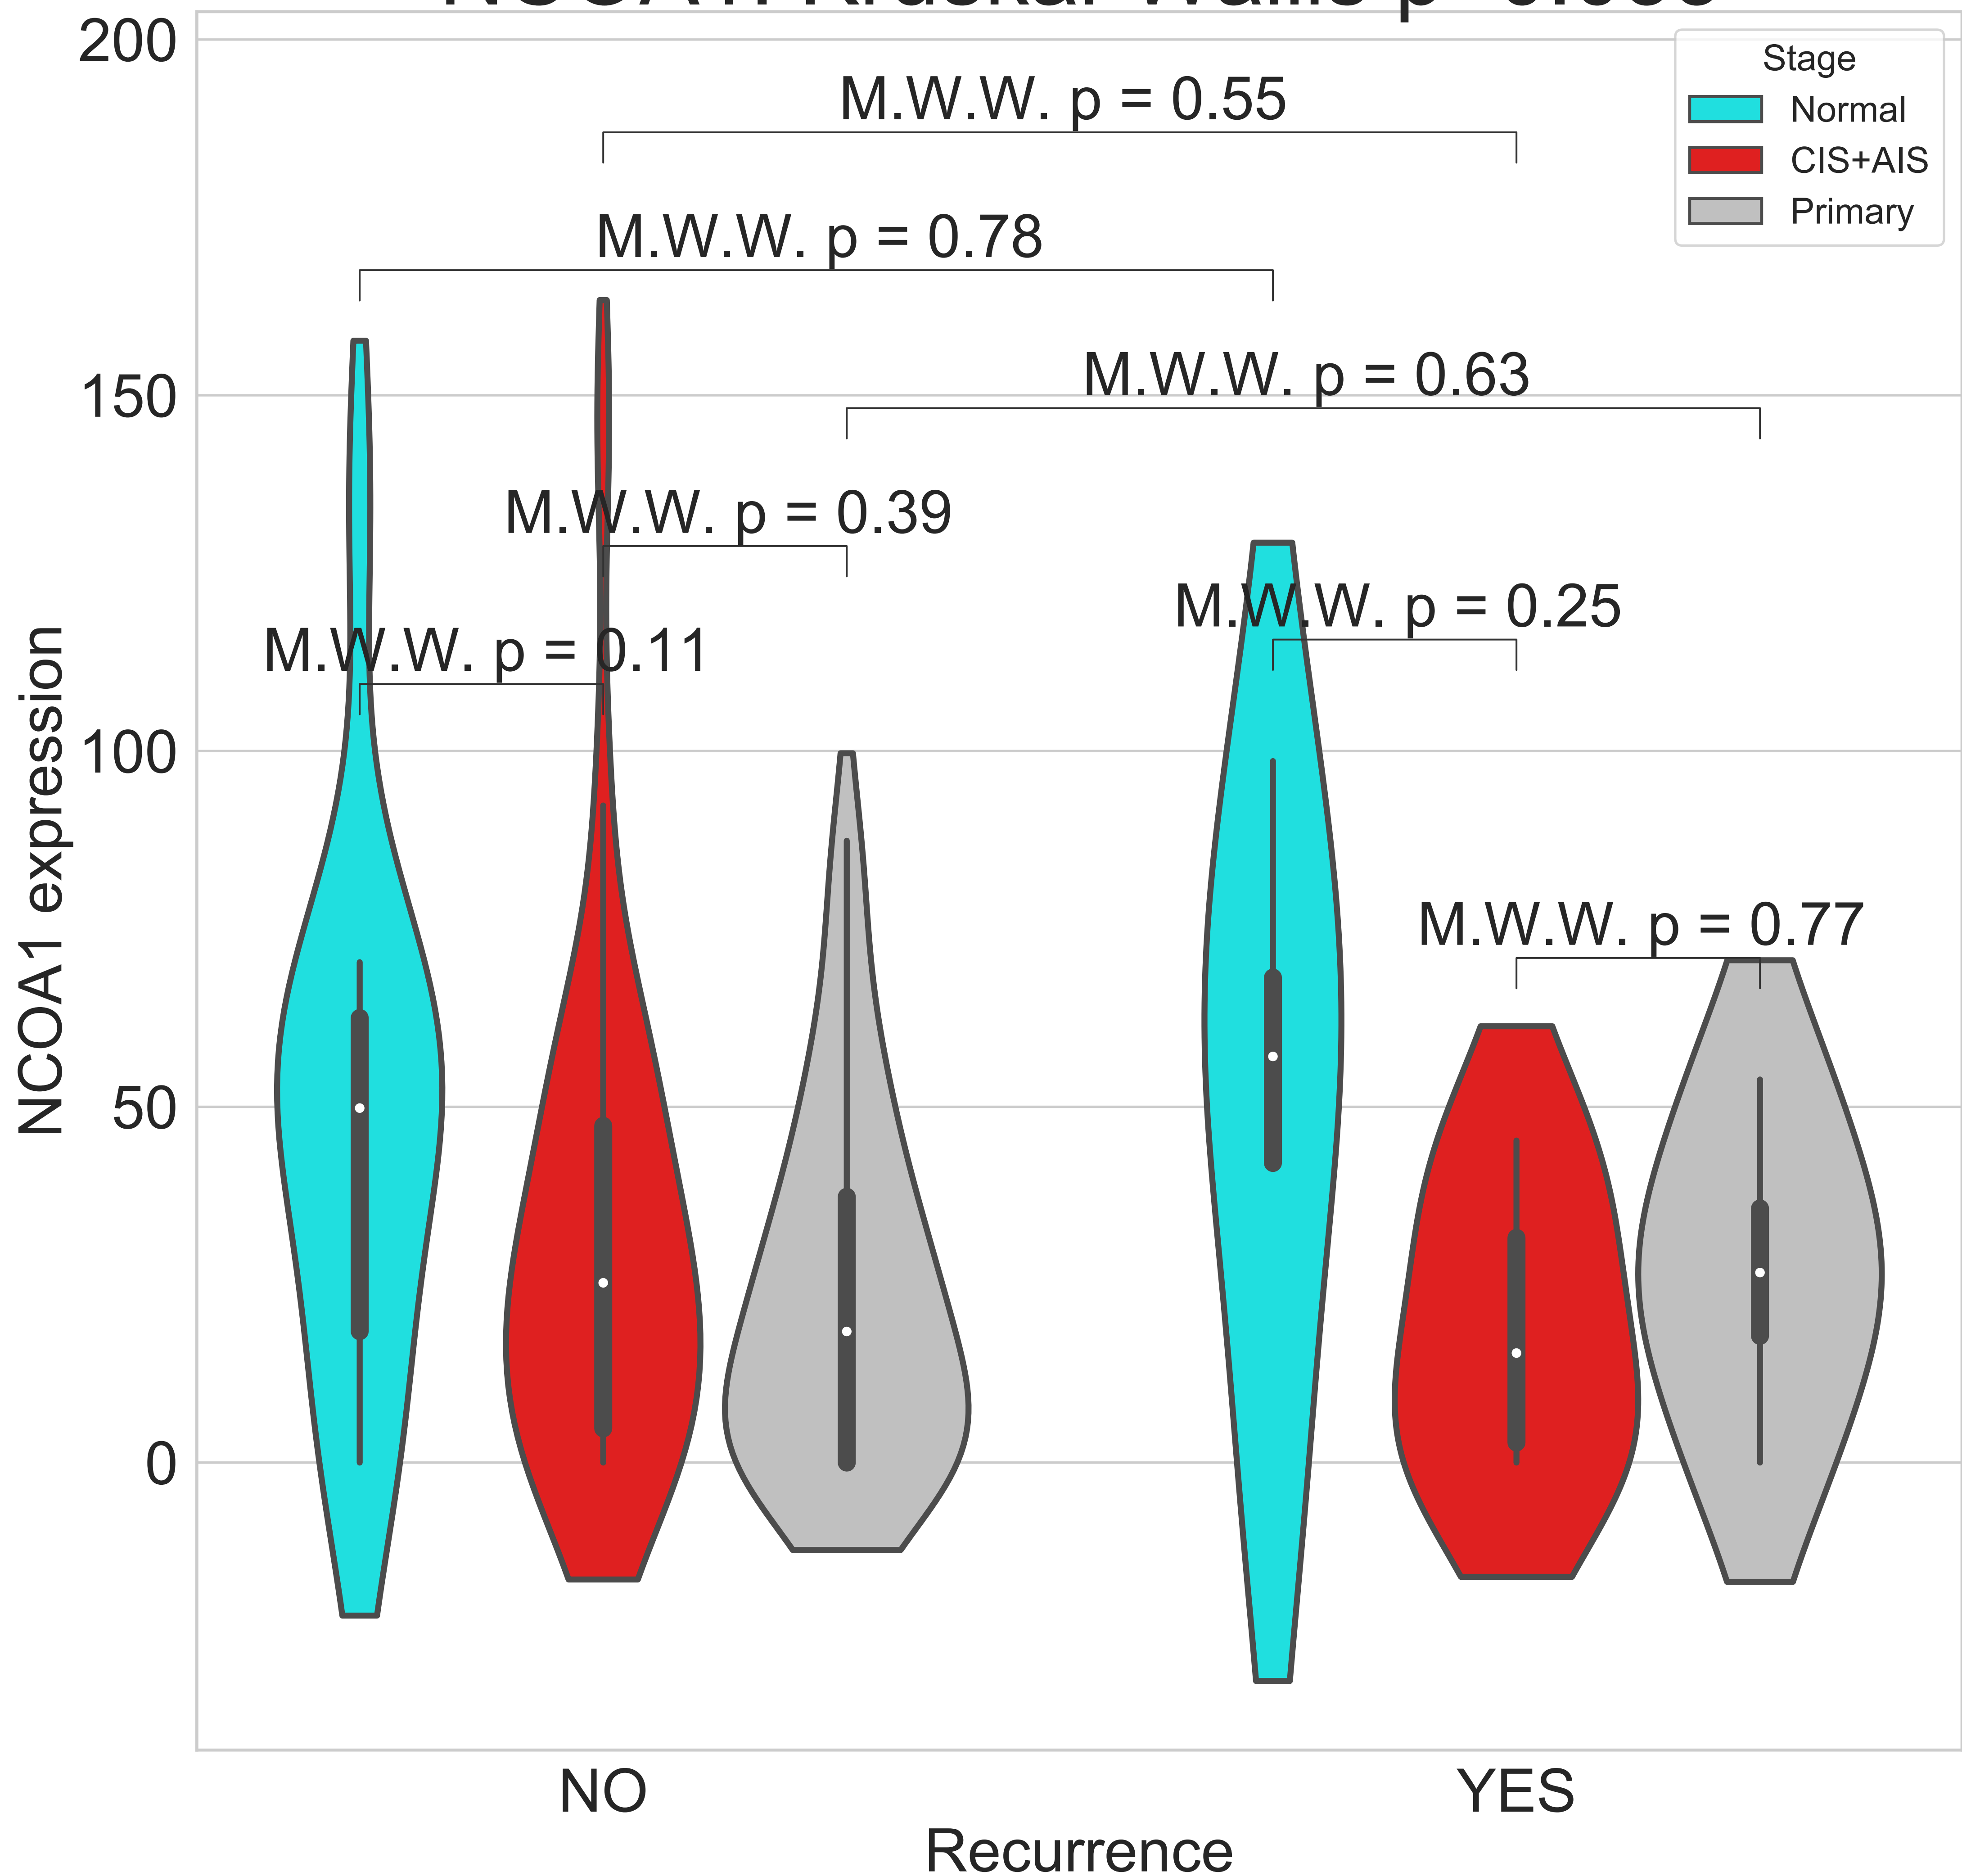 200
M.W.W. p = 0.55
Stage
Normal
CIS+AIS
Primary
M.W.W. p = 0.78
150
M.W.W. p = 0.63
M.W.W. p = 0.39
M.W.W. p = 0.25
M.W.W. p = 0.11
100
M.W.W. p = 0.77
50
0
NCOA1 expression
NO
YES
Recurrence